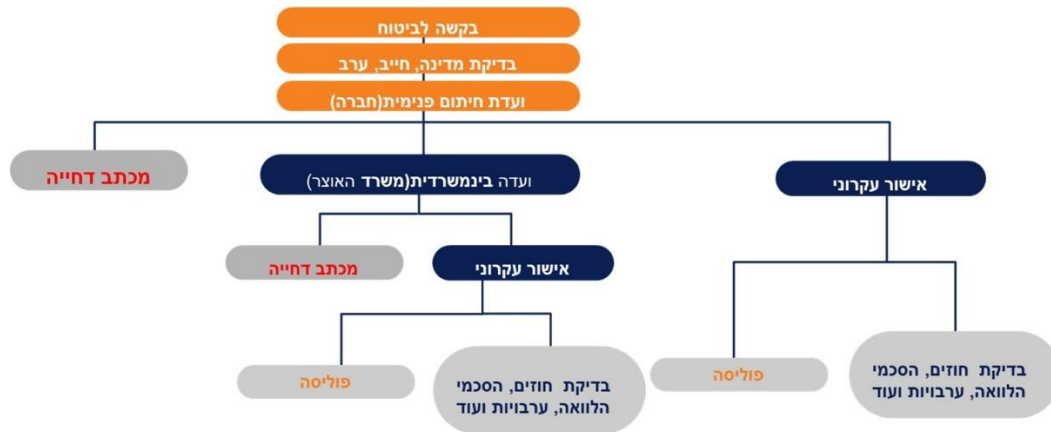 בקשה לביטוח
בדיקת מדינה, חייב, ערב
ועדת חיתום פנימית(חברה)
אישור עקרוני
ועדה בינמשרדית(משרד האוצר)
מכתב דחייה
אישור עקרוני
מכתב דחייה
בדיקת חוזים, הסכמי
הלוואה, ערבויות ועוד
פוליסה
בדיקת חוזים, הסכמי
הלוואה, ערבויות ועוד
פוליסה